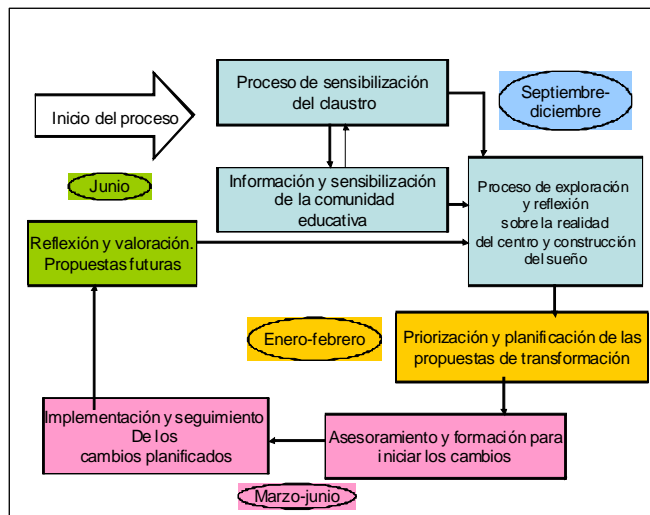 Proceso de sensibilización
del claustro
Septiembre-
diciembre
Inicio del proceso
Junio
Información y sensibilización
de la comunidad
educativa
Proceso de exploración
y reflexión
sobre la realidad
del centro y construcción
del sueño
Reflexión y valoración.
Propuestas futuras
Enero-febrero
Priorización y planificación de las
propuestas de transformación
Implementación y seguimiento
De los
cambios planificados
Asesoramiento y formación para
iniciar los cambios
Marzo-junio